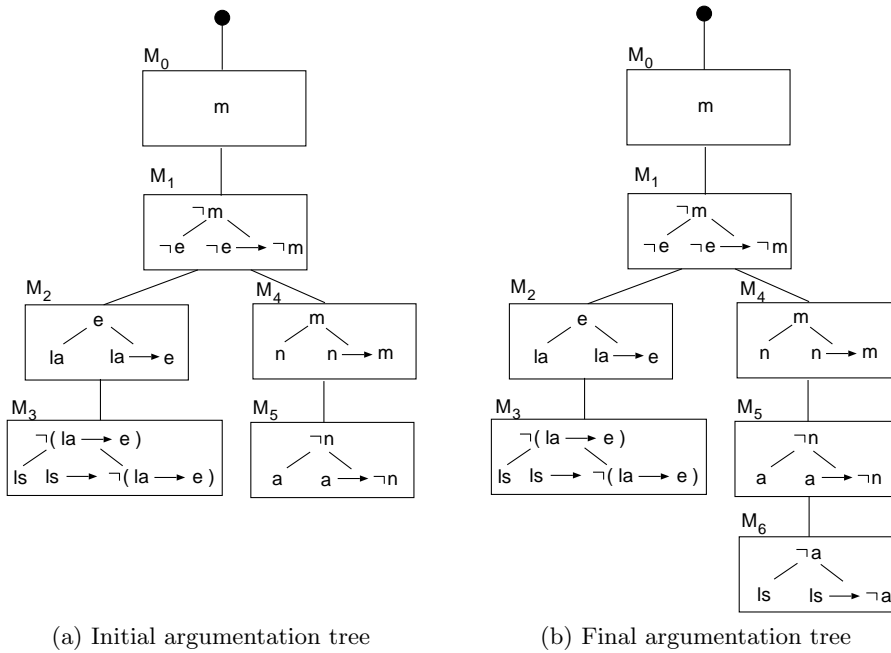 M0
m
M1
¬m
¬e ¬e → ¬m
M2
e
la la → e
M4
m
n n → m
M3
¬( la → e )
ls ls → ¬( la → e )
M5
¬n
a a → ¬n
(a) Initial argumentation tree
M0
m
M1
¬m
¬e ¬e → ¬m
M2
e
la la → e
M4
m
n n → m
M3
¬( la → e )
ls ls → ¬( la → e )
M5
¬n
a a → ¬n
M6
¬a
ls ls → ¬a
(b) Final argumentation tree